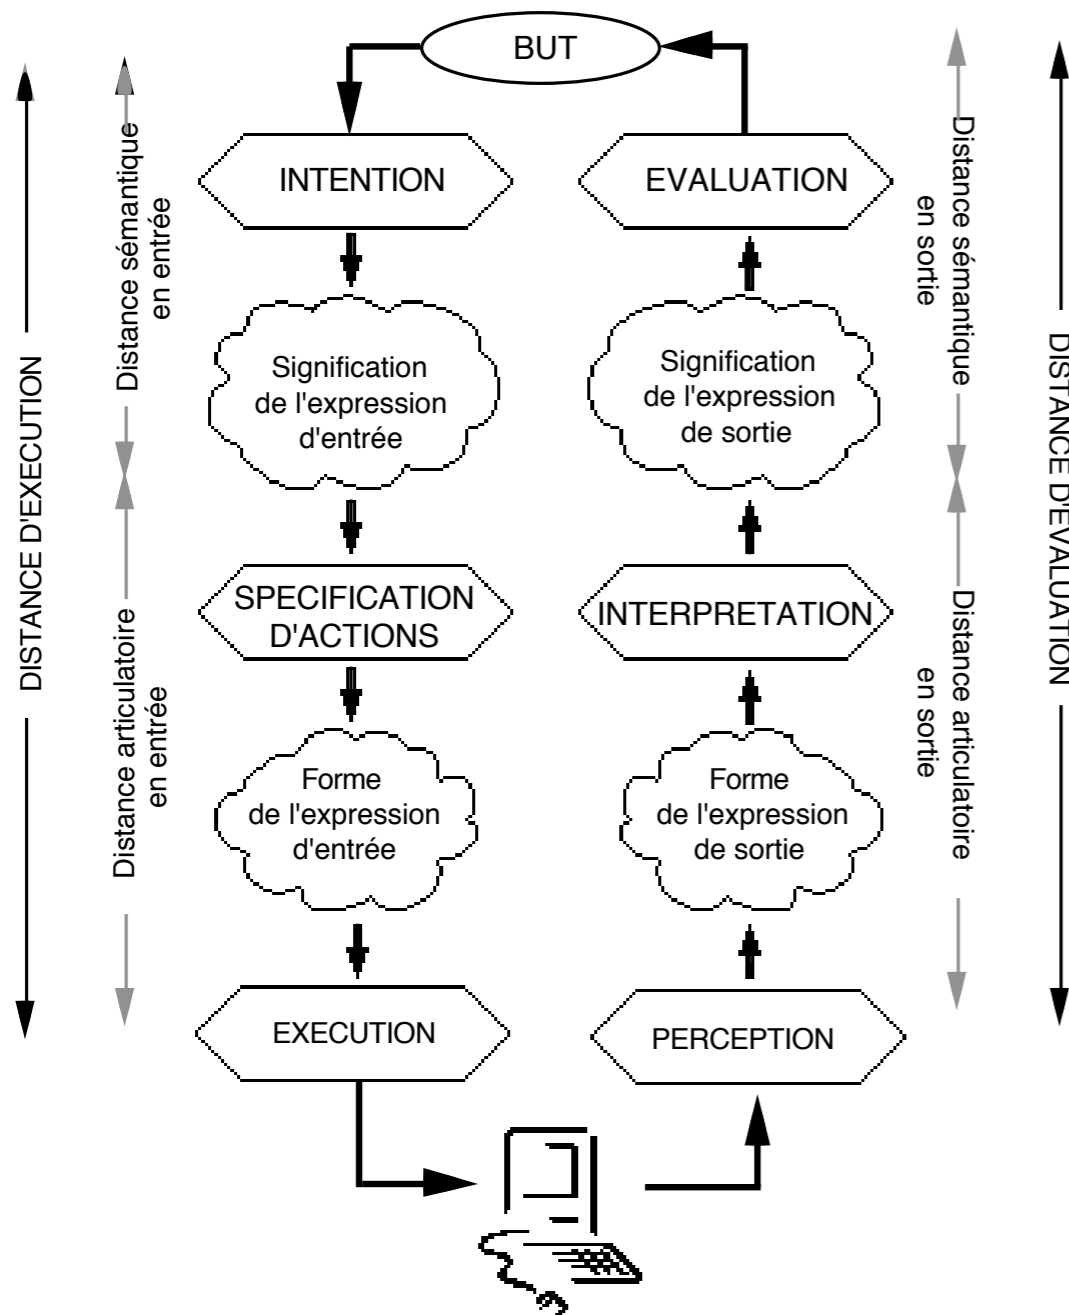 BUT
INTENTION
EVALUATION
Signification
de l'expression
d'entrée
Signification
de l'expression
de sortie
SPECIFICATION
D'ACTIONS
INTERPRETATION
Forme
de l'expression
d'entrée
Forme
de l'expression
de sortie
EXECUTION
PERCEPTION
DISTANCE D'EXECUTION
Distance sémantique
en entrée
Distance articulatoire
en entrée
Distance sémantique
en sortie
Distance articulatoire
en sortie
DISTANCE D'EVALUATION